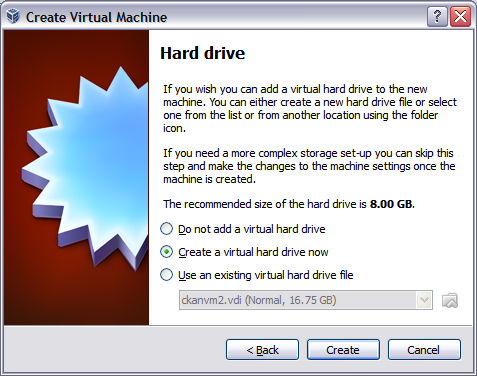 Create Virtual Machine
Hard drive
If you wish you can add a virtual hard drive to the new
machine. You can either create a new hard drive file or select
one from the list or from another location using the folder
icon.
If you need a more complex storage set-up you can skip this
step and make the changes to the machine settings once the
machine is created.
The recommended size of the hard drive is 8.00 GB.
Do not add a virtual hard drive
Create a virtual hard drive now
Use an existing virtual hard drive file
ckanvm2.vdi (Normal, 16.75 GB)
< Back Create Cancel